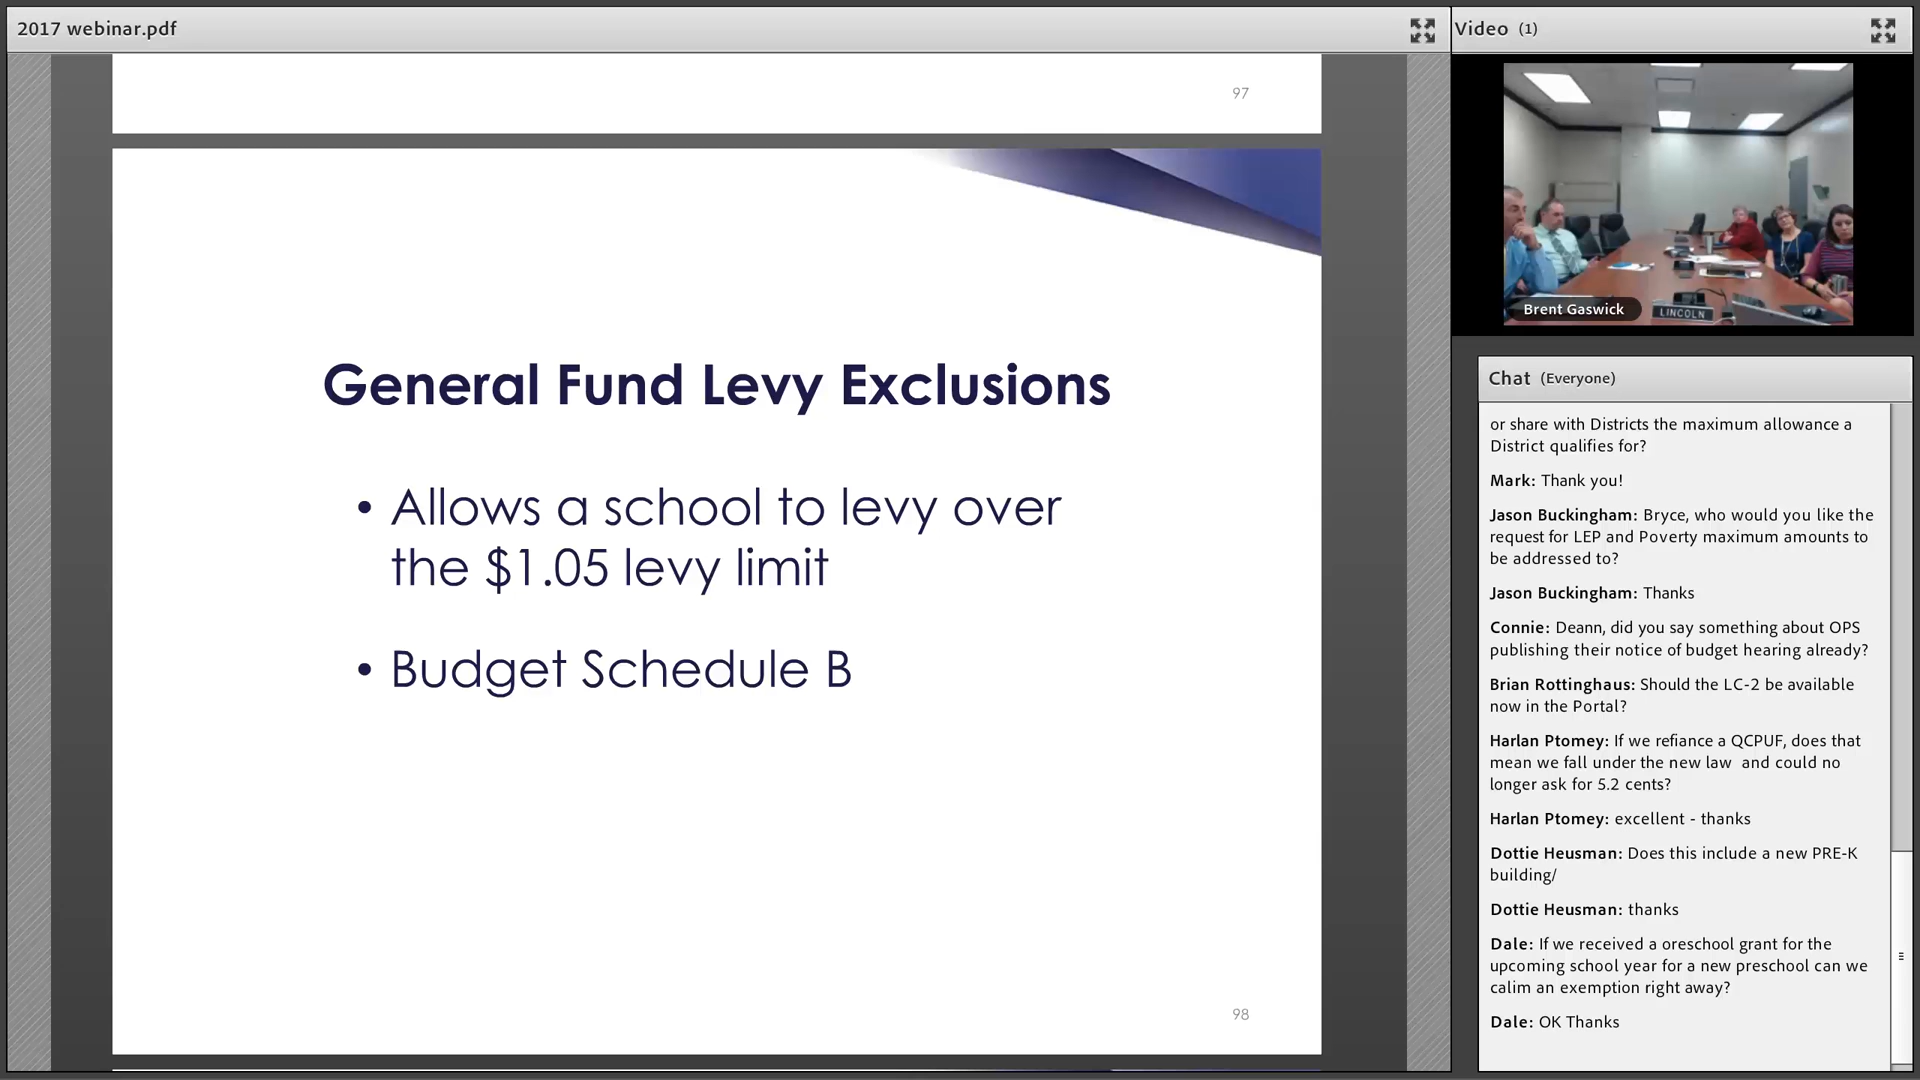 2017 webinar.pdf
97
General Fund Levy Exclusions
• Allows a school to levy over
the $1.05 levy limit
• Budget Schedule B
98
Video (1)
Brent Gaswick
LINCOLN
Chat (Everyone)
or share with Districts the maximum allowance a
District qualifies for?
Mark: Thank you!
Jason Buckingham: Bryce, who would you like the
request for LEP and Poverty maximum amounts to
be addressed to?
Jason Buckingham: Thanks
Connie: Deann, did you say something about OPS
publishing their notice of budget hearing already?
Brian Rottinghaus: Should the LC-2 be available
now in the Portal?
Harlan Ptomey: If we refiance a QCPUF, does that
mean we fall under the new law and could no
longer ask for 5.2 cents?
Harlan Ptomey: excellent - thanks
Dottie Heusman: Does this include a new PRE-K
building/
Dottie Heusman: thanks
Dale: If we received a oreschool grant for the
upcoming school year for a new preschool can we
calim an exemption right away?
Dale: OK Thanks